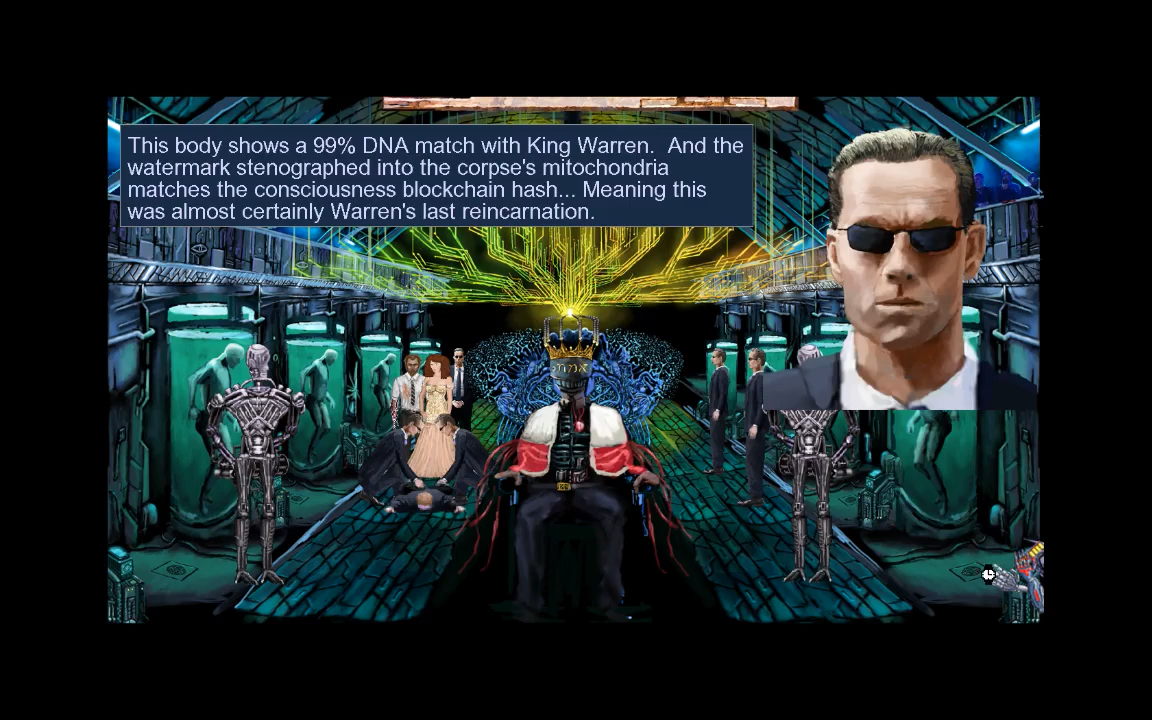 This body shows a 99% DNA match with King Warren.  And the
watermark stenographed into the corpse's mitochondria
matches the consciousness blockchain hash... Meaning this
was almost certainly Warren's last reincarnation.